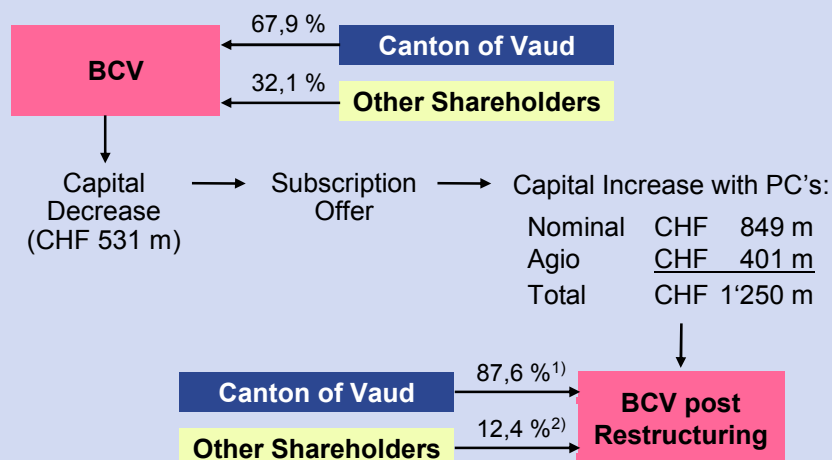 67,9 %
Canton of Vaud
BCV
32,1 %
Other Shareholders
Capital
Decrease
(CHF 531 m)
Subscription
Offer
Capital Increase with PC’s:
Nominal CHF 849 m
Agio CHF 401 m
Total CHF 1‘250 m
Canton of Vaud
87,6 %1)
Other Shareholders
12,4 %2)
BCV post
Restructuring